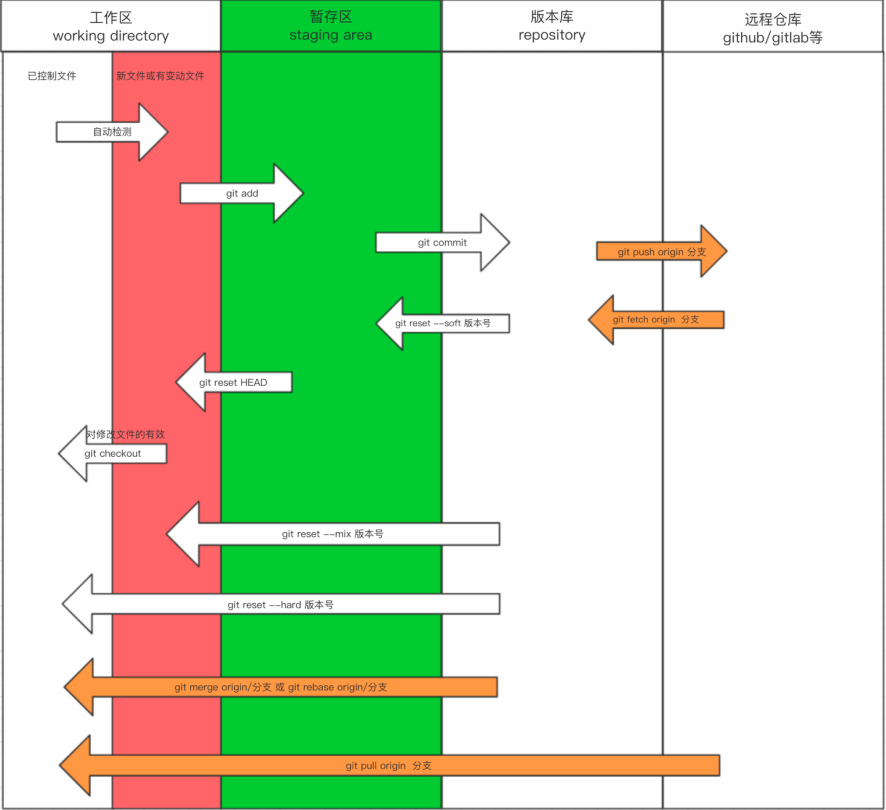 工作区
working directory
暂存区
staging area
版本库
repository
远程仓库
github/gitlab等
已控制文件
新文件或有变动文件
自动检测
git add
git commit
git push origin 分支
git reset --soft 版本号
git fetch origin 分支
git reset HEAD
对修改文件的有效
git checkout
git reset --mix 版本号
git reset --hard 版本号
git merge origin/分支 或 git rebase origin/分支
git pull origin 分支